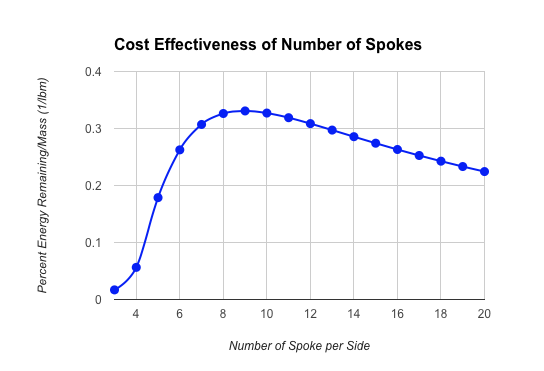 Cost Effectiveness of Number of Spokes
Percent Energy Remaining/Mass (1/lbm)
0.4
0.3
0.2
0.1
0
4 6 8 10 12 14 16 18 20
Number of Spoke per Side